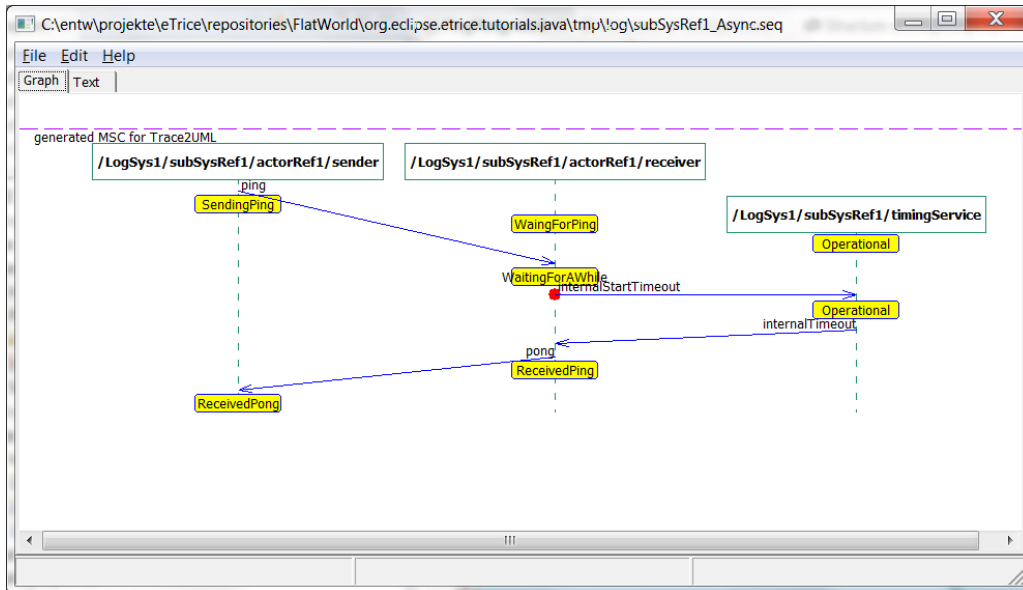 C:\entw\projekte\eTrice\repositories\FlatWorld\org.eclipse.etrice.tutorials.java\tmp\log\subSysRef1_Async.seq
File Edit Help
Graph Text
generated MSC for Trace2UML
/LogSys1/subSysRef1/actorRef1/sender
/LogSys1/subSysRef1/actorRef1/receiver
ping
SendingPing
/LogSys1/subSysRef1/timingService
WaingForPing
Operational
WaitingForAWhile
internalStartTimeout
Operational
internalTimeout
pong
ReceivedPing
ReceivedPong